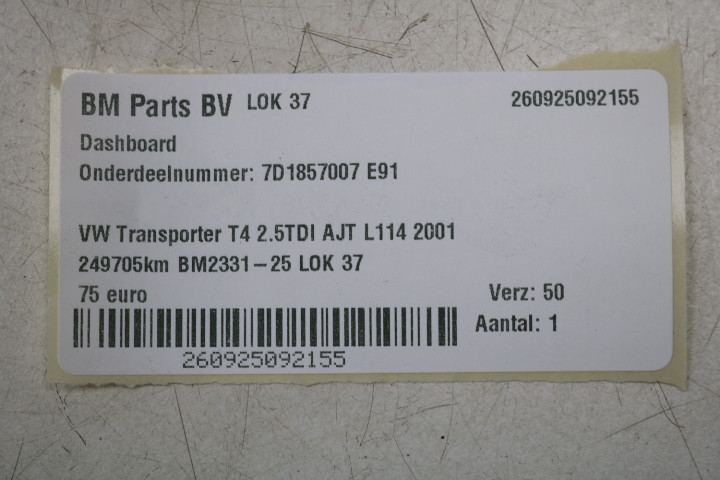 BM Parts BV LOK 37 260925092155
Dashboard
Onderdeelnummer: 7D1857007 E91
VW Transporter T4 2.5TDI AJT L114 2001
249705km BM2331-25 LOK 37
75 euro Verz: 50
Aantal: 1
260925092155